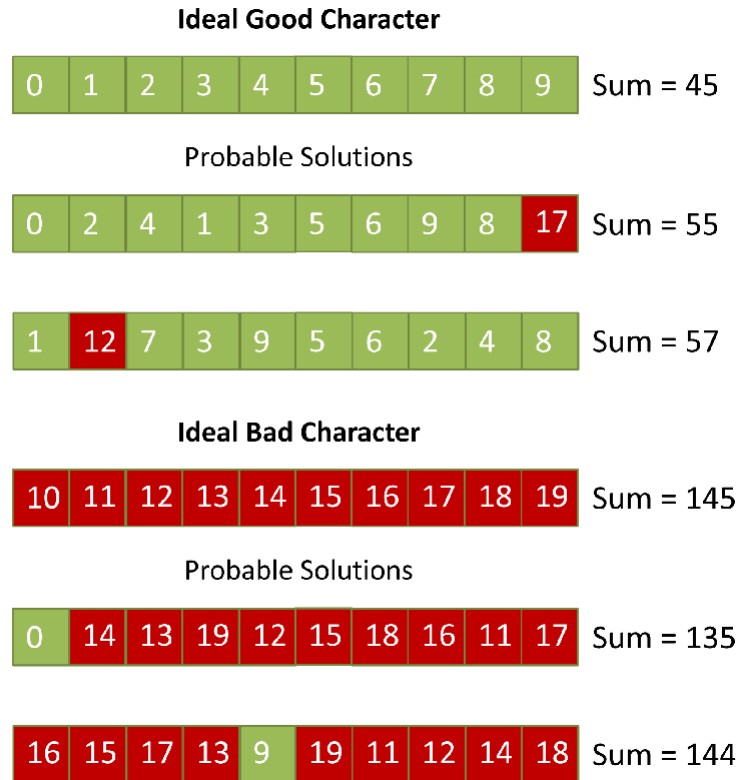 Ideal Good Character
0 1 2 3 4 5 6 7 8 9 Sum = 45
Probable Solutions
0 2 4 1 3 5 6 9 8 17 Sum = 55
1 12 7 3 9 5 6 2 4 8 Sum = 57
Ideal Bad Character
10 11 12 13 14 15 16 17 18 19 Sum = 145
Probable Solutions
0 14 13 19 12 15 18 16 11 17 Sum = 135
16 15 17 13 9 19 11 12 14 18 Sum = 144